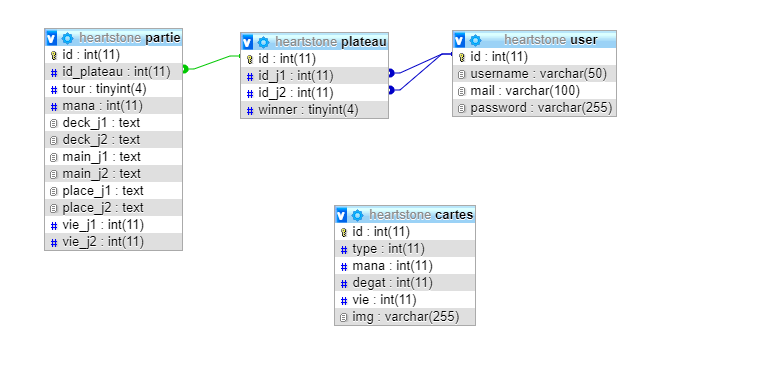 heartstone partie
id : int(11)
id_plateau : int(11)
tour : tinyint(4)
mana : int(11)
deck_j1 : text
deck_j2 : text
main_j1 : text
main_j2 : text
place_j1 : text
place_j2 : text
vie_j1 : int(11)
vie_j2 : int(11)
heartstone plateau
id : int(11)
id_j1 : int(11)
id_j2 : int(11)
winner : tinyint(4)
heartstone user
id : int(11)
username : varchar(50)
mail : varchar(100)
password : varchar(255)
heartstone cartes
id : int(11)
type : int(11)
mana : int(11)
degat : int(11)
vie : int(11)
img : varchar(255)